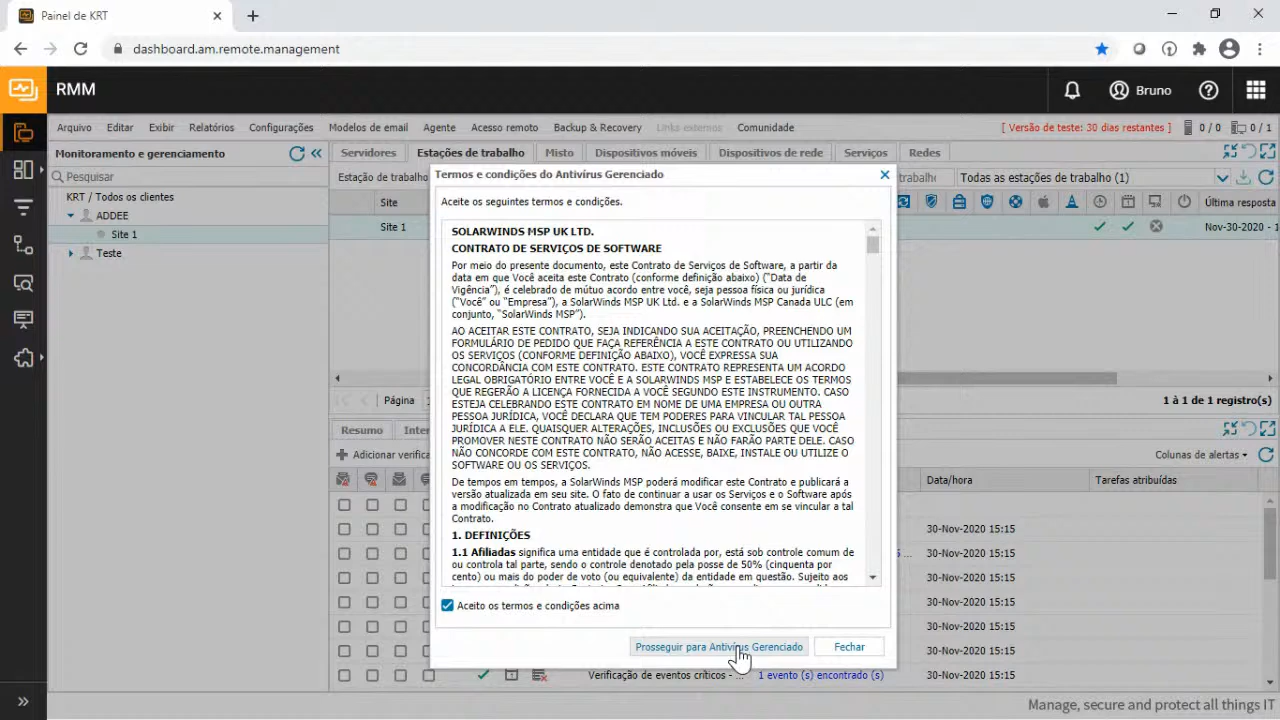 Painel de KRT
dashboard.am.remote.management
RMM
Bruno
Arquivo Editar Exibir Relatórios Configurações Modelos de email Agente Acesso remoto Backup & Recovery Links externos Comunidade
[ Versão de teste: 30 dias restantes ] 0 / 0 0 / 1
Monitoramento e gerenciamento
Servidores Estações de trabalho Misto Dispositivos móveis Dispositivos de rede Serviços Redes
Pesquisar
KRT / Todos os clientes
ADDEE
Site 1
Teste
Estação de trabalho
trabalho
Todas as estações de trabalho (1)
Site
Última resposta
Site 1
Nov-30-2020 - 1
Termos e condições do Antivírus Gerenciado
Aceite os seguintes termos e condições.
SOLARWINDS MSP UK LTD.
CONTRATO DE SERVIÇOS DE SOFTWARE
Por meio do presente documento, este Contrato de Serviços de Software, a partir da
data em que Você aceita este Contrato (conforme definição abaixo) (“Data de
Vigência”), é celebrado de mútuo acordo entre você, seja pessoa física ou jurídica
(“Você” ou "Empresa”), a SolarWinds MSP UK Ltd. e a SolarWinds MSP Canada ULC (em
conjunto, “SolarWinds MSP”).
AO ACEITAR ESTE CONTRATO, SEJA INDICANDO SUA ACEITAÇÃO, PREENCHENDO UM
FORMULÁRIO DE PEDIDO QUE FAÇA REFERÊNCIA A ESTE CONTRATO OU UTILIZANDO
OS SERVIÇOS (CONFORME DEFINIÇÃO ABAIXO), VOCÊ EXPRESSA SUA
CONCORDÂNCIA COM ESTE CONTRATO. ESTE CONTRATO REPRESENTA UM ACORDO
LEGAL OBRIGATÓRIO ENTRE VOCÊ E A SOLARWINDS MSP E ESTABELECE OS TERMOS
QUE REGERÃO A LICENÇA FORNECIDA A VOCÊ SEGUNDO ESTE INSTRUMENTO. CASO
ESTEJA CELEBRANDO ESTE CONTRATO EM NOME DE UMA EMPRESA OU OUTRA
PESSOA JURÍDICA, VOCÊ DECLARA QUE TEM PODERES PARA VINCULAR TAL PESSOA
JURÍDICA A ELE. QUAISQUER ALTERAÇÕES, INCLUSÕES OU EXCLUSÕES QUE VOCÊ
PROMOVER NESTE CONTRATO NÃO SERÃO ACEITAS E NÃO FARÃO PARTE DELE. CASO
NÃO CONCORDE COM ESTE CONTRATO, NÃO ACESSE, BAIXE, INSTALE OU UTILIZE O
SOFTWARE OU OS SERVIÇOS.
De tempos em tempos, a SolarWinds MSP poderá modificar este Contrato e publicará a
versão atualizada em seu site. O fato de continuar a usar os Serviços e o Software após
a modificação no Contrato atualizado demonstra que Você consente em se vincular a tal
Contrato.
1. DEFINIÇÕES
1.1 Afiliadas significa uma entidade que é controlada por, está sob controle comum de
ou controla tal parte, sendo o controle denotado pela posse de 50% (cinquenta por
cento) ou mais do poder de voto (ou equivalente) da entidade em questão. Sujeito aos
Aceito os termos e condições acima
Prosseguir para Antivírus Gerenciado Fechar
Página
1 à 1 de 1 registro(s)
Resumo
Adicionar verifica
Colunas de alertas
Data/hora Tarefas atribuídas
30-Nov-2020 15:15
30-Nov-2020 15:15
30-Nov-2020 15:15
30-Nov-2020 15:15
30-Nov-2020 15:15
30-Nov-2020 15:15
Verificação de eventos críticos - ... 1 evento (s) encontrado (s) 30-Nov-2020 15:15
Manage, secure and protect all things IT